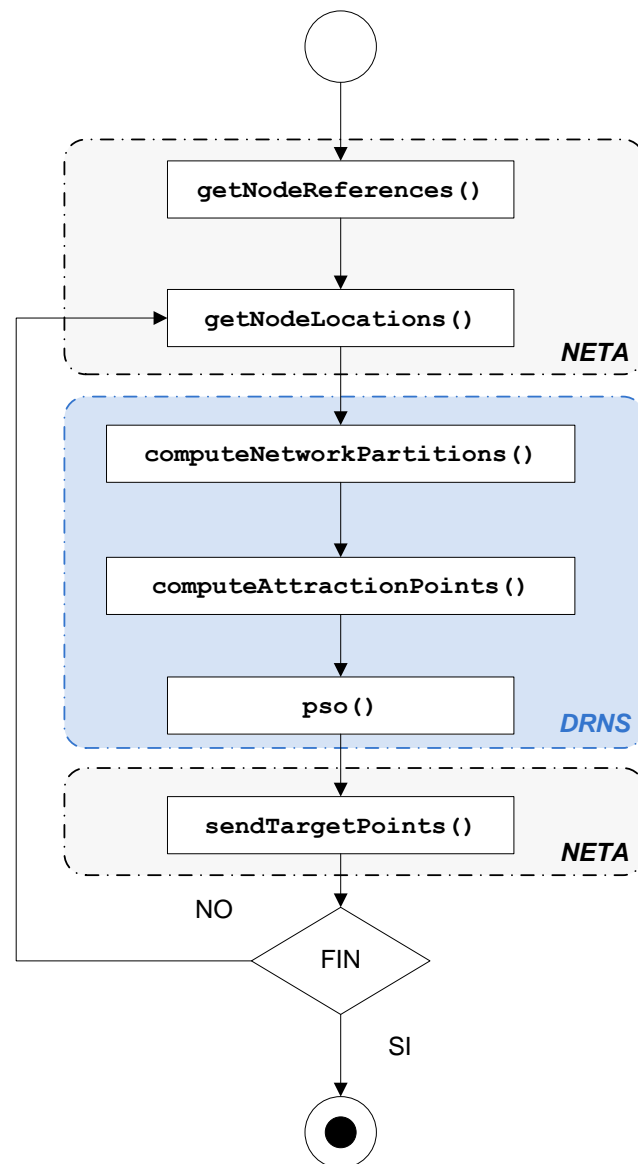 getNodeReferences()
getNodeLocations()
NETA
computeNetworkPartitions()
computeAttractionPoints()
pso()
DRNS
sendTargetPoints()
NETA
NO
FIN
SI